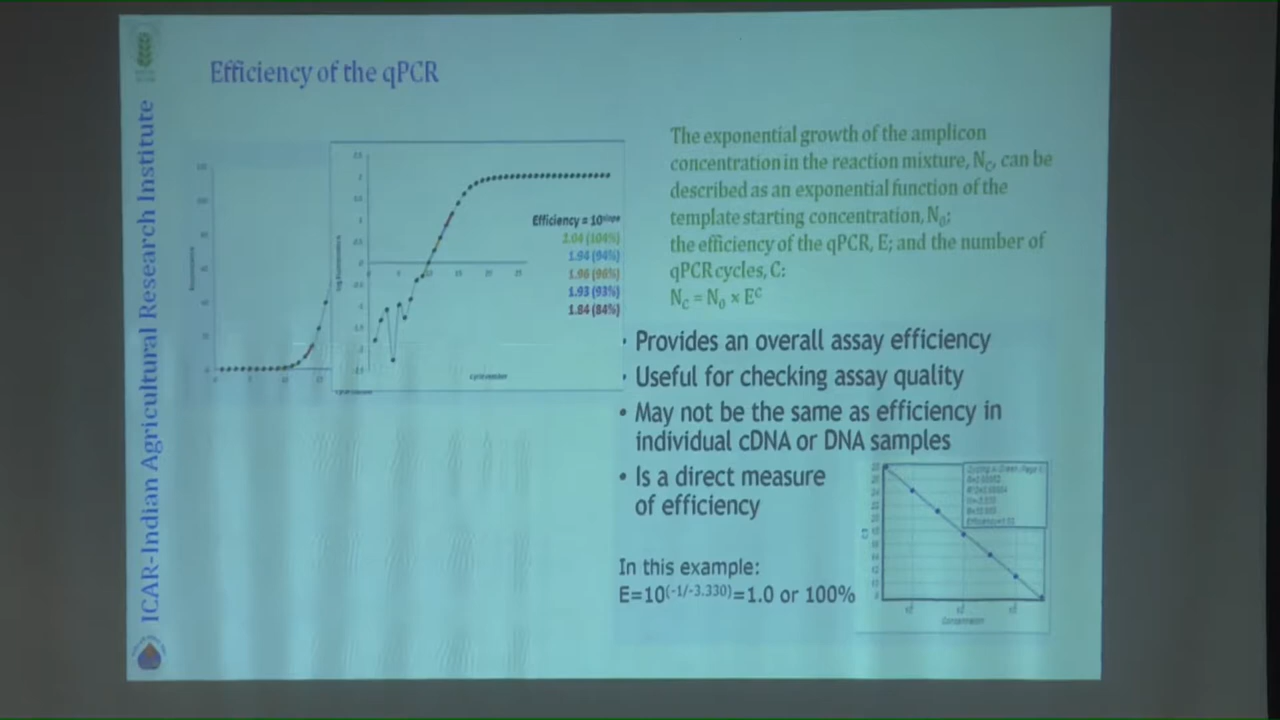 Efficiency of the qPCR
ICAR-Indian Agricultural Research Institute
Efficiency = 10^slope
2.04 (104%)
1.94 (94%)
1.96 (96%)
1.93 (93%)
1.84 (84%)
The exponential growth of the amplicon
concentration in the reaction mixture, N_C, can be
described as an exponential function of the
template starting concentration, N_0;
the efficiency of the qPCR, E; and the number of
qPCR cycles, C:
N_C = N_0 × E^C
• Provides an overall assay efficiency
• Useful for checking assay quality
• May not be the same as efficiency in
individual cDNA or DNA samples
• Is a direct measure
of efficiency
In this example:
E=10^(-1/-3.330)=1.0 or 100%
Concentration